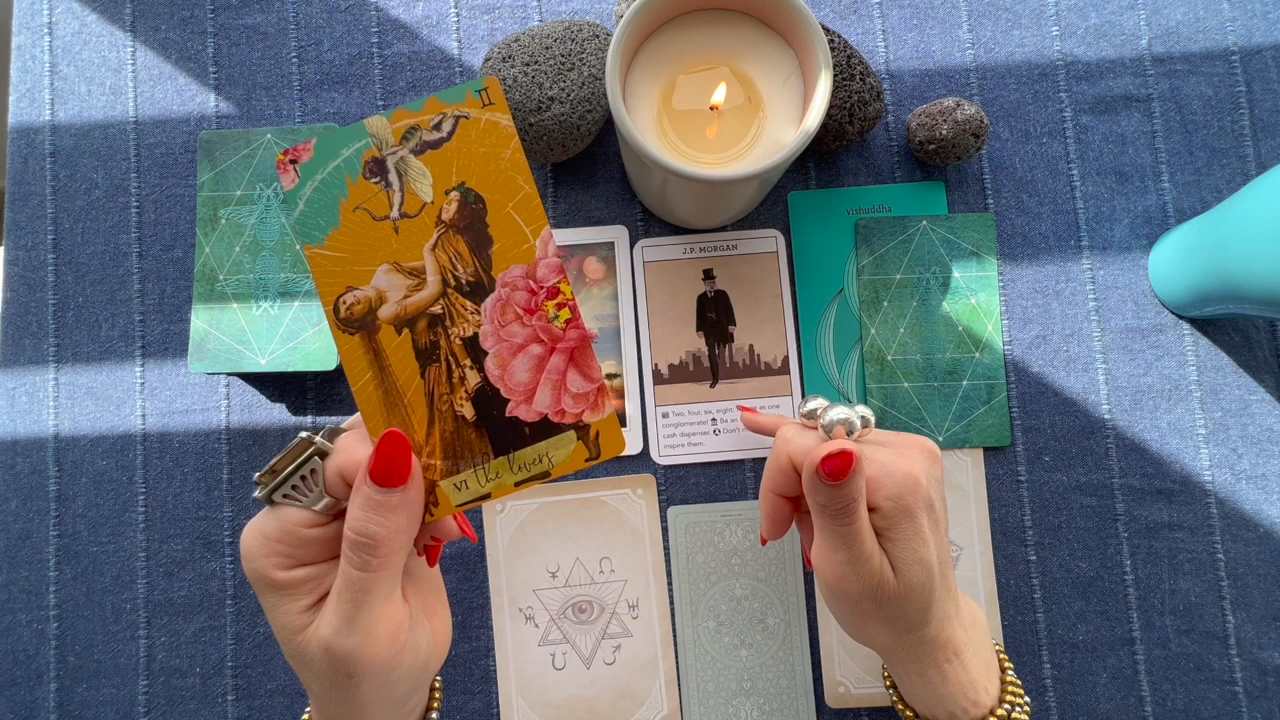 II
VI the lovers
J.P. MORGAN
Two, four, six, eight: as one
conglomerate! Be an
cash dispenser. Don't
inspire them.
vishuddha